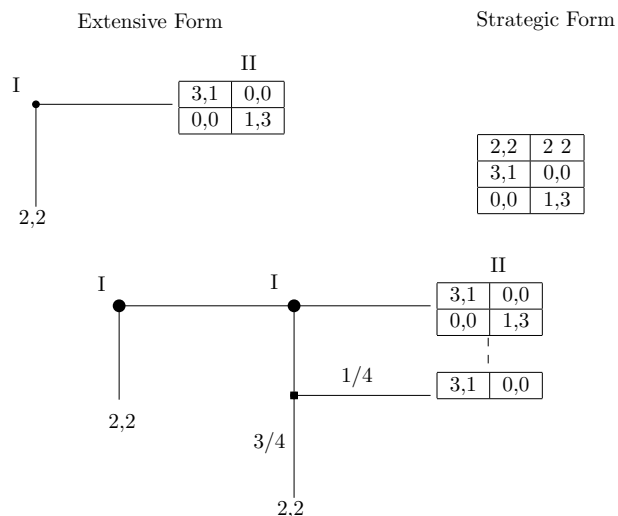 Extensive Form
Strategic Form
II
I
3,1 0,0
0,0 1,3
2,2
2,2 2 2
3,1 0,0
0,0 1,3
II
I I
3,1 0,0
0,0 1,3
1/4
3,1 0,0
2,2
3/4
2,2